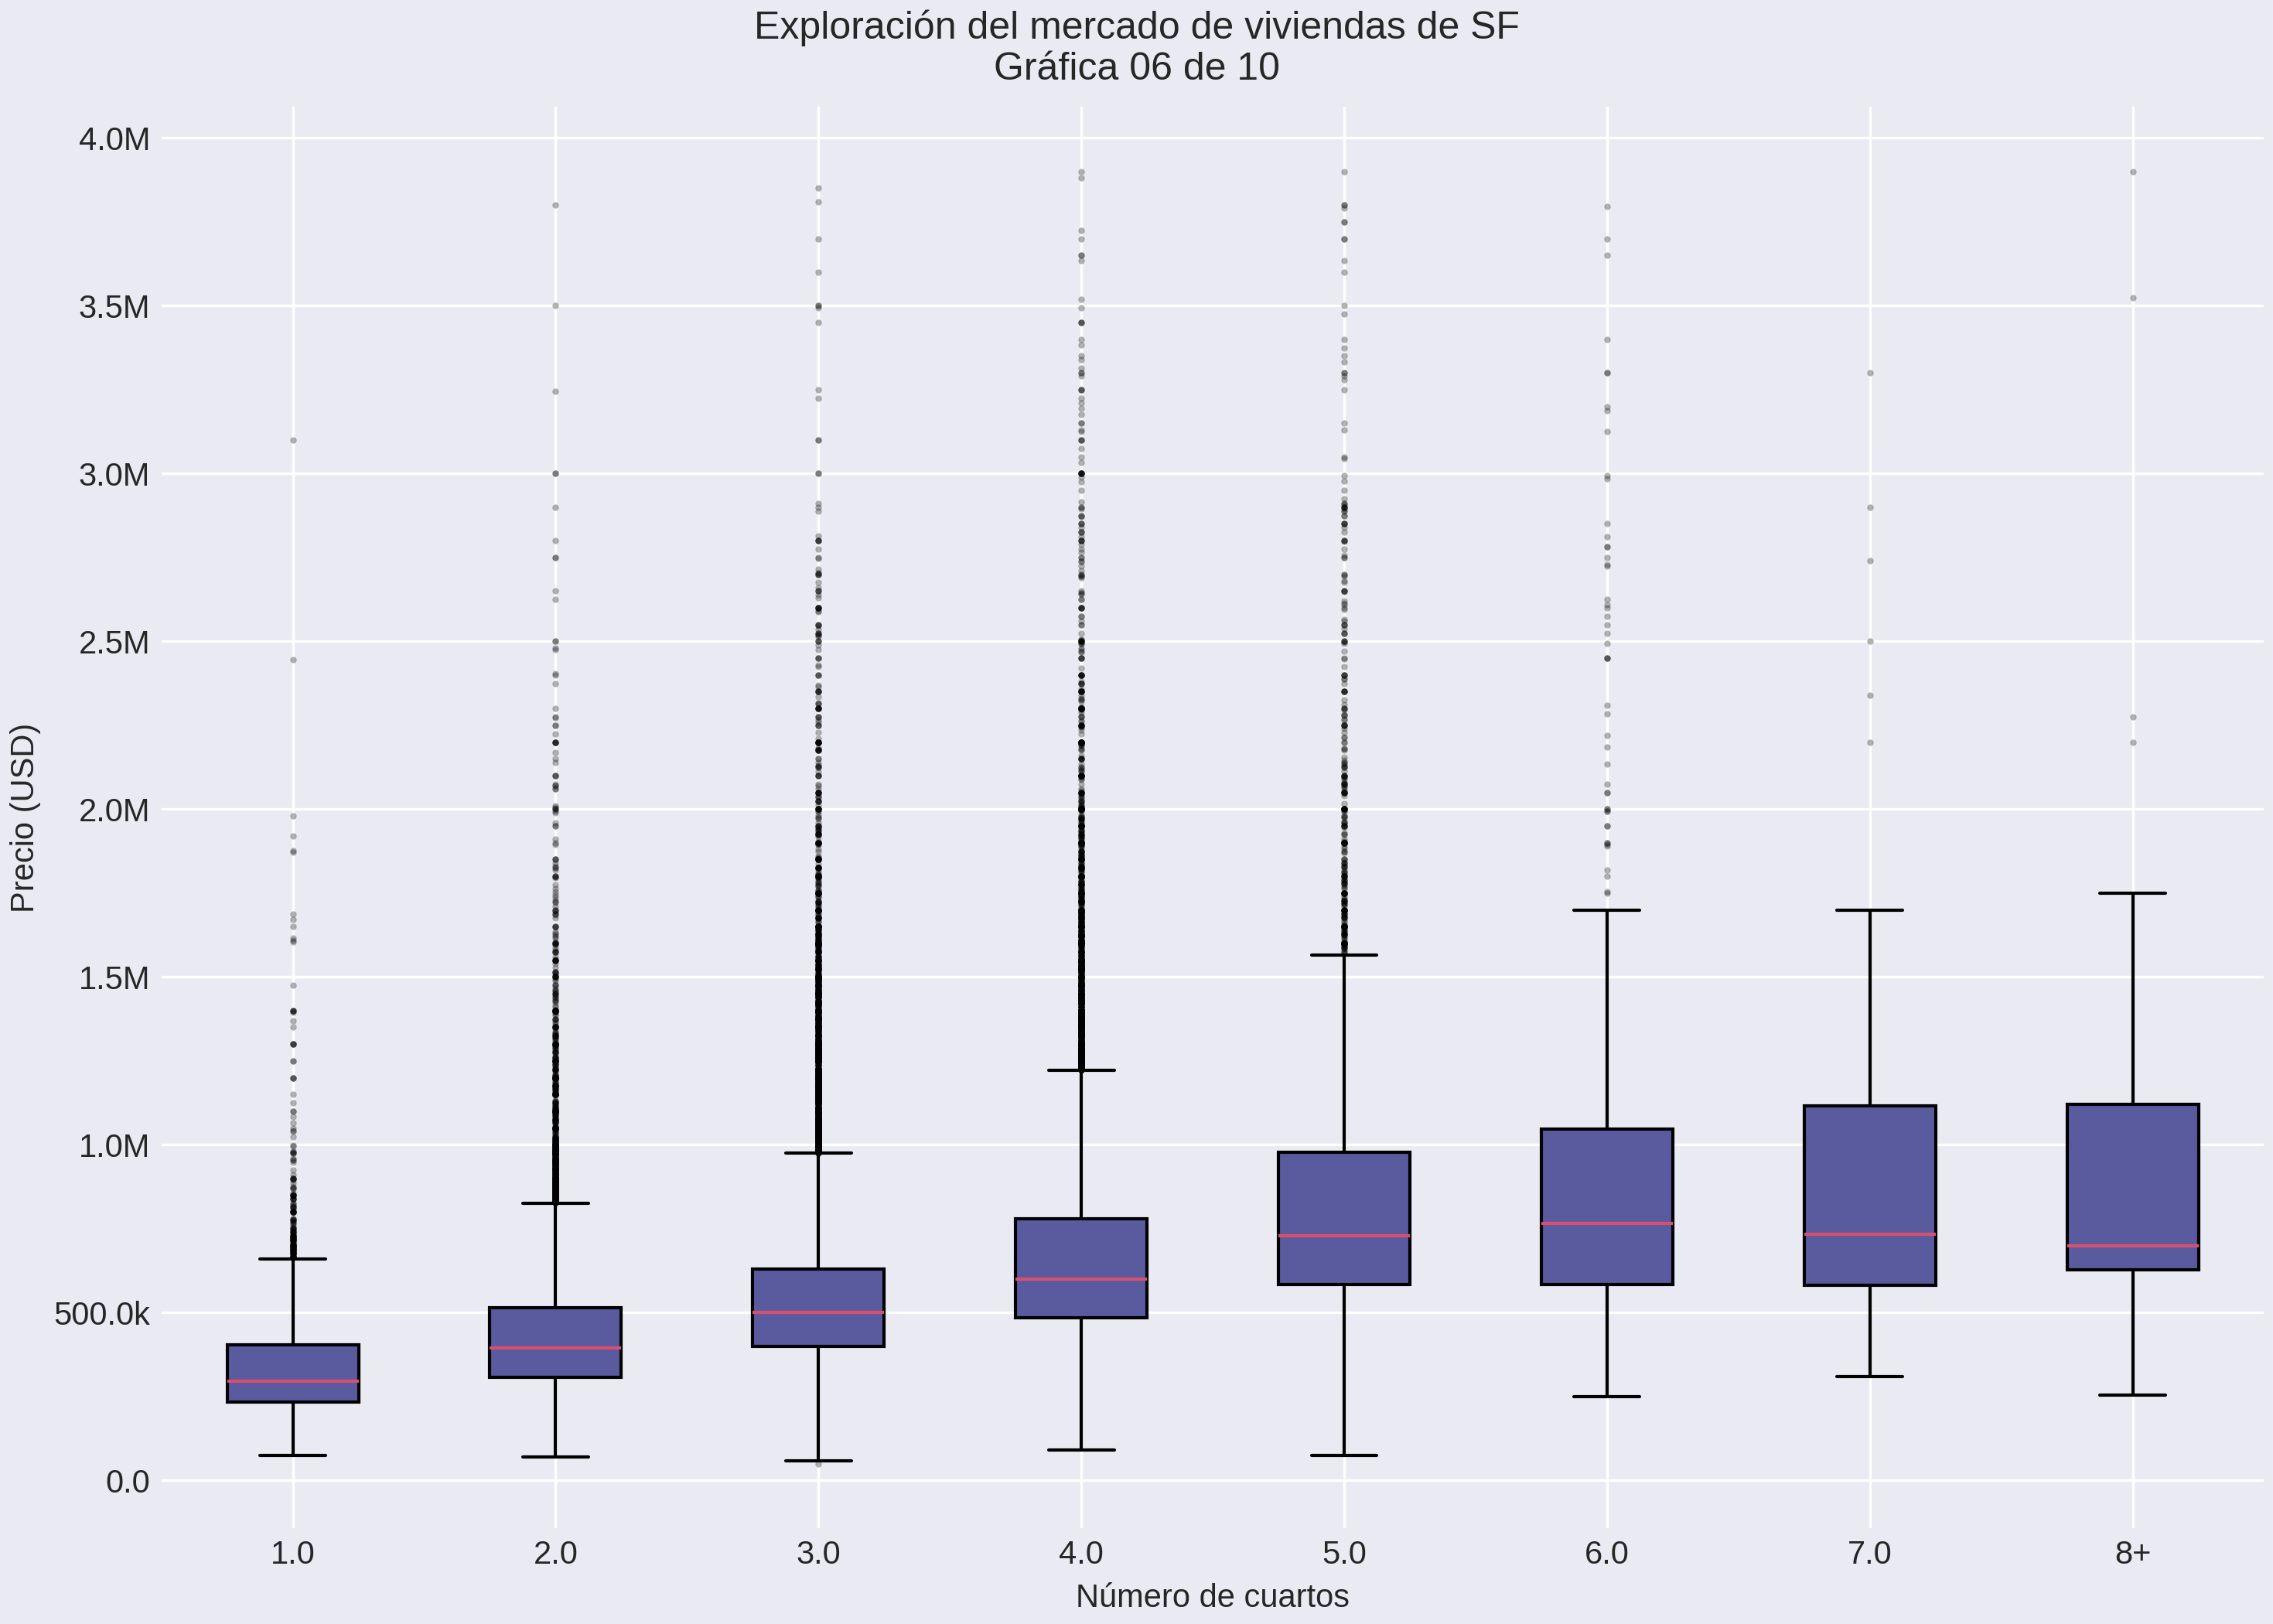 Exploración del mercado de viviendas de SF
Gráfica 06 de 10
4.0M
3.5M
3.0M
2.5M
2.0M
1.5M
1.0M
500.0k
0.0
Precio (USD)
1.0 2.0 3.0 4.0 5.0 6.0 7.0 8+
Número de cuartos